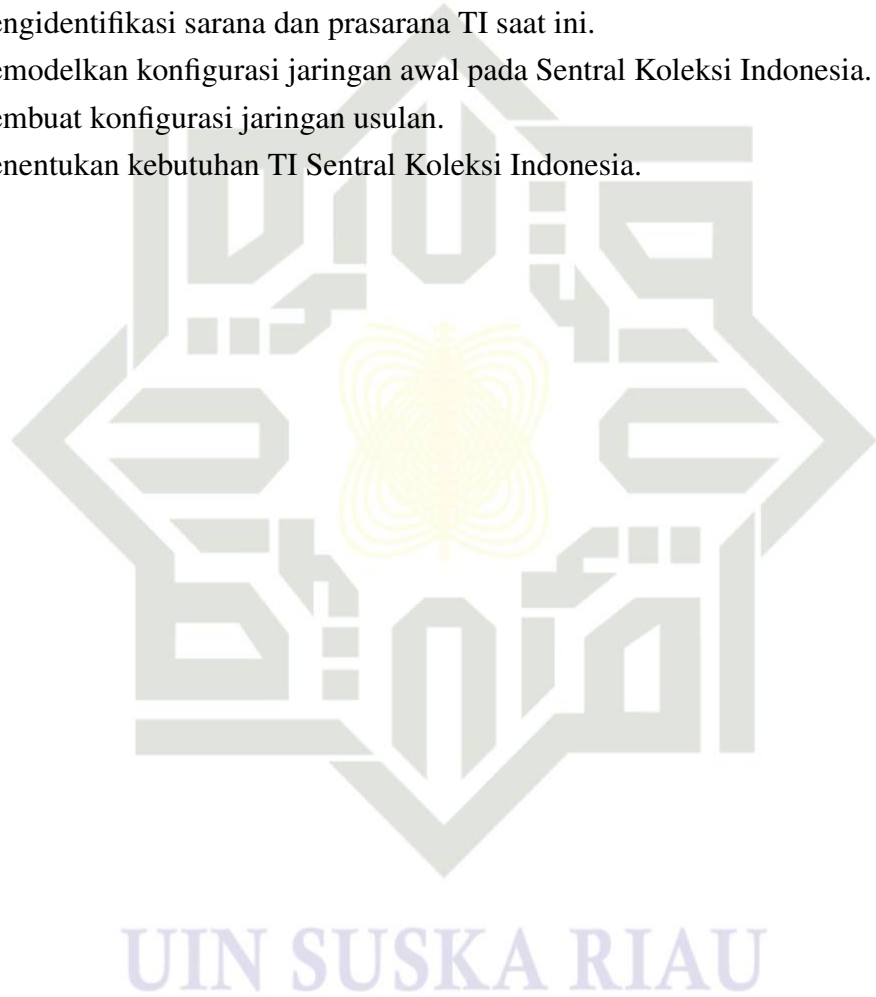 engidentifikasi sarana dan prasarana TI saat ini.
emodelkan konfigurasi jaringan awal pada Sentral Koleksi Indonesia.
embuat konfigurasi jaringan usulan.
enentukan kebutuhan TI Sentral Koleksi Indonesia.
UIN SUSKA RIAU